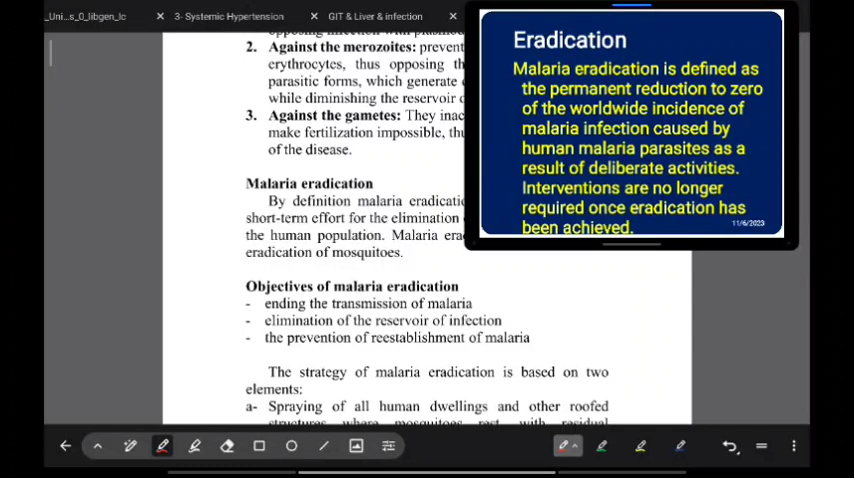 _Uni...s_0_libgen_lc
3- Systemic Hypertension
GIT & Liver & infection
2. Against the merozoites: prevent
erythrocytes, thus opposing th
parasitic forms, which generate
while diminishing the reservoir
3. Against the gametes: They inac
make fertilization impossible, thu
of the disease.
Malaria eradication
By definition malaria eradicatio
short-term effort for the elimination
the human population. Malaria era
eradication of mosquitoes.
Objectives of malaria eradication
- ending the transmission of malaria
- elimination of the reservoir of infection
- the prevention of reestablishment of malaria
The strategy of malaria eradication is based on two
elements:
a- Spraying of all human dwellings and other roofed
structures where mosquitoes rest with residual
Eradication
Malaria eradication is defined as
the permanent reduction to zero
of the worldwide incidence of
malaria infection caused by
human malaria parasites as a
result of deliberate activities.
Interventions are no longer
required once eradication has
been achieved.
11/6/2023